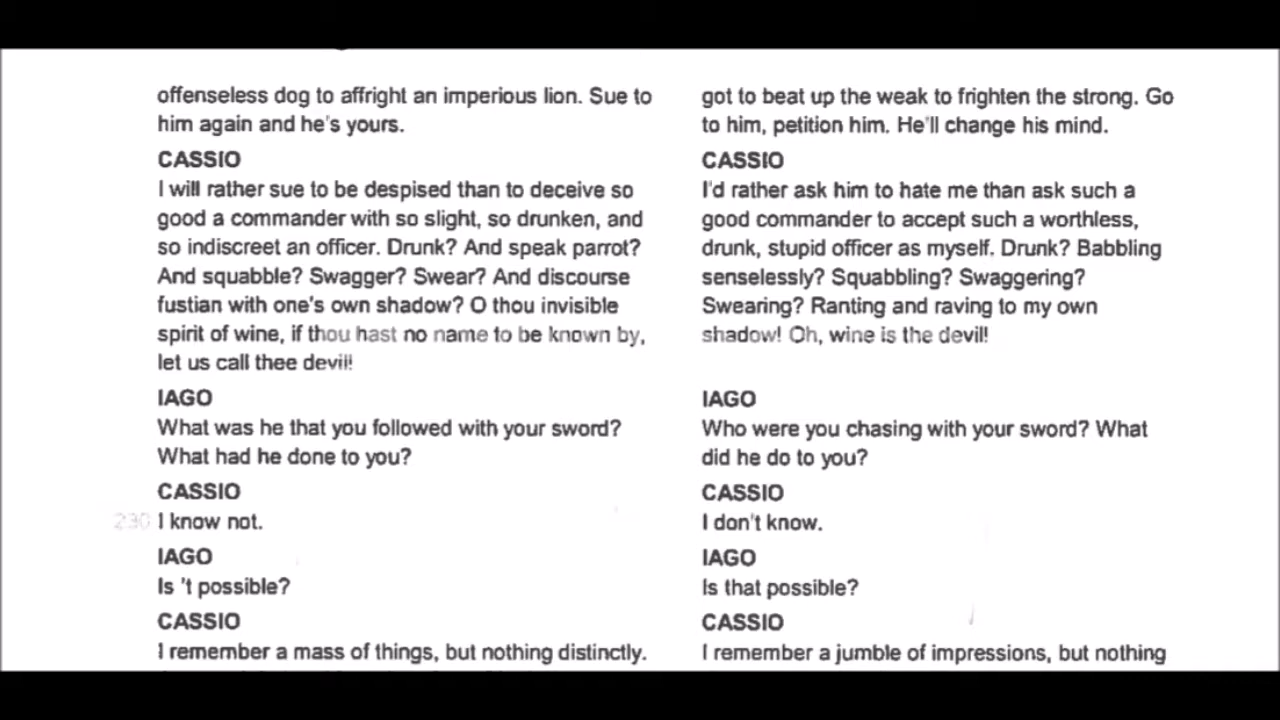 offenseless dog to affright an imperious lion. Sue to
him again and he's yours.
CASSIO
I will rather sue to be despised than to deceive so
good a commander with so slight, so drunken, and
so indiscreet an officer. Drunk? And speak parrot?
And squabble? Swagger? Swear? And discourse
fustian with one's own shadow? O thou invisible
spirit of wine, if thou hast no name to be known by,
let us call thee devil!
IAGO
What was he that you followed with your sword?
What had he done to you?
CASSIO
230 I know not.
IAGO
Is 't possible?
CASSIO
I remember a mass of things, but nothing distinctly.
got to beat up the weak to frighten the strong. Go
to him, petition him. He'll change his mind.
CASSIO
I'd rather ask him to hate me than ask such a
good commander to accept such a worthless,
drunk, stupid officer as myself. Drunk? Babbling
senselessly? Squabbling? Swaggering?
Swearing? Ranting and raving to my own
shadow! Oh, wine is the devil!
IAGO
Who were you chasing with your sword? What
did he do to you?
CASSIO
I don't know.
IAGO
Is that possible?
CASSIO
I remember a jumble of impressions, but nothing